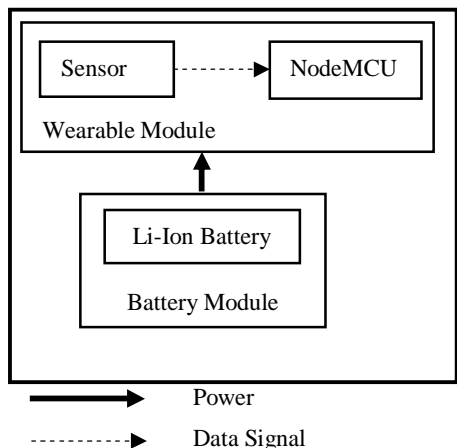 Sensor
NodeMCU
Wearable Module
Li-Ion Battery
Battery Module
Power
Data Signal